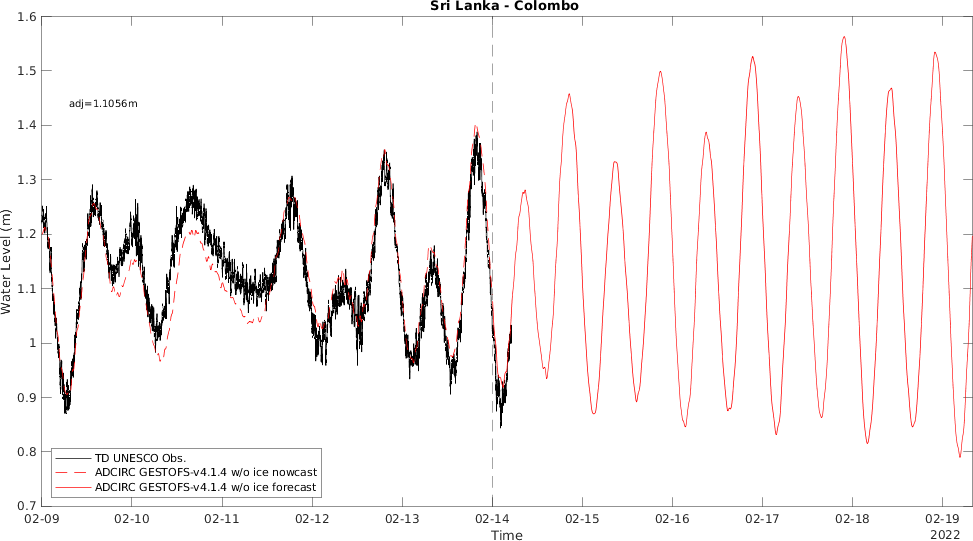 Sri Lanka - Colombo
1.6
1.5
1.4
1.3
1.2
1.1
1
0.9
0.8
0.7
Water Level (m)
adj=1.1056m
TD UNESCO Obs.
ADCIRC GESTOFS-v4.1.4 w/o ice nowcast
ADCIRC GESTOFS-v4.1.4 w/o ice forecast
02-09 02-10 02-11 02-12 02-13 02-14 02-15 02-16 02-17 02-18 02-19
Time
2022